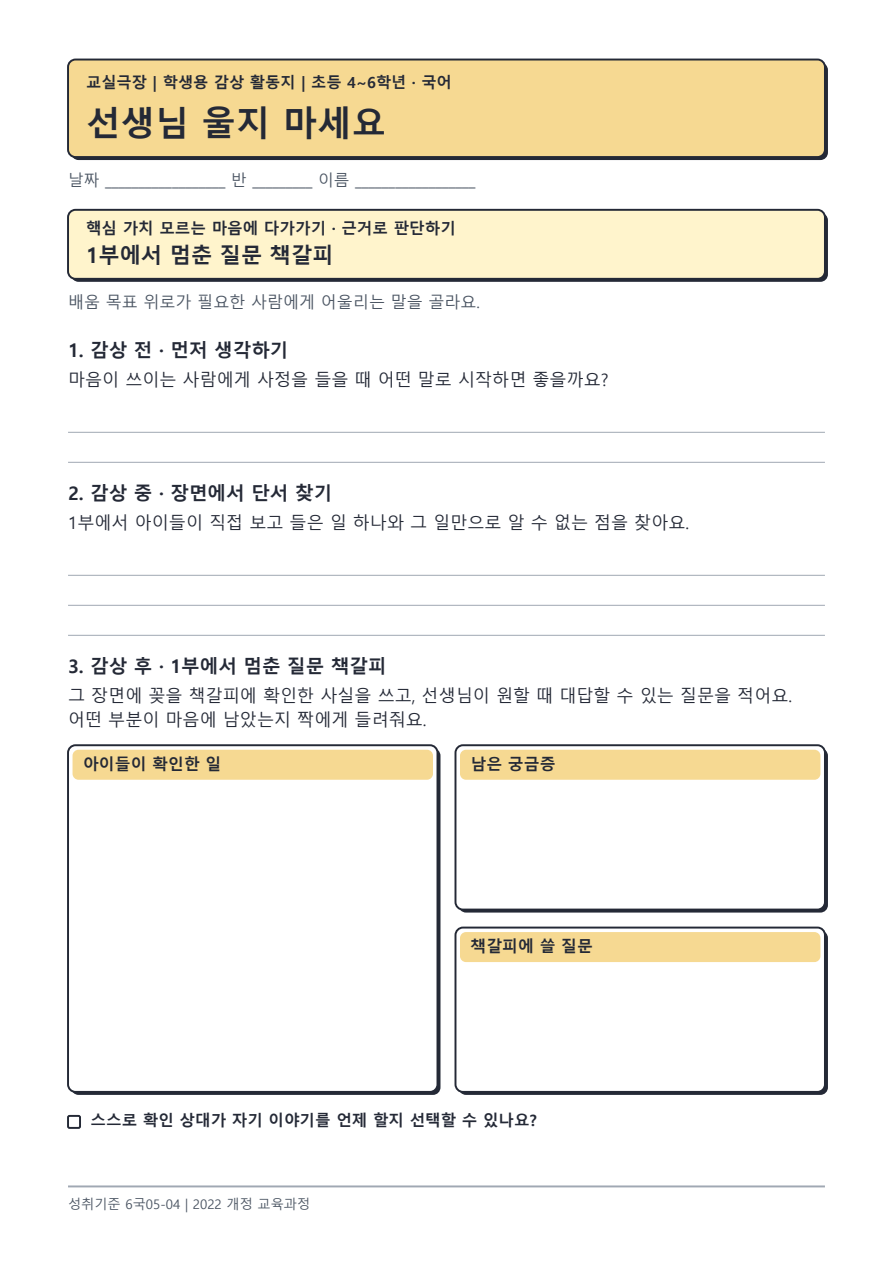 교실극장 | 학생용 감상 활동지 | 초등 4~6학년 · 국어
선생님 울지 마세요
날짜 _______________ 반 _______ 이름 _______________
핵심 가치 모르는 마음에 다가가기 · 근거로 판단하기
1부에서 멈춘 질문 책갈피
배움 목표 위로가 필요한 사람에게 어울리는 말을 골라요.
1. 감상 전 · 먼저 생각하기
마음이 쓰이는 사람에게 사정을 들을 때 어떤 말로 시작하면 좋을까요?
2. 감상 중 · 장면에서 단서 찾기
1부에서 아이들이 직접 보고 들은 일 하나와 그 일만으로 알 수 없는 점을 찾아요.
3. 감상 후 · 1부에서 멈춘 질문 책갈피
그 장면에 꽂을 책갈피에 확인한 사실을 쓰고, 선생님이 원할 때 대답할 수 있는 질문을 적어요.
어떤 부분이 마음에 남았는지 짝에게 들려줘요.
아이들이 확인한 일
남은 궁금증
책갈피에 쓸 질문
스스로 확인 상대가 자기 이야기를 언제 할지 선택할 수 있나요?
성취기준 6국05-04 | 2022 개정 교육과정